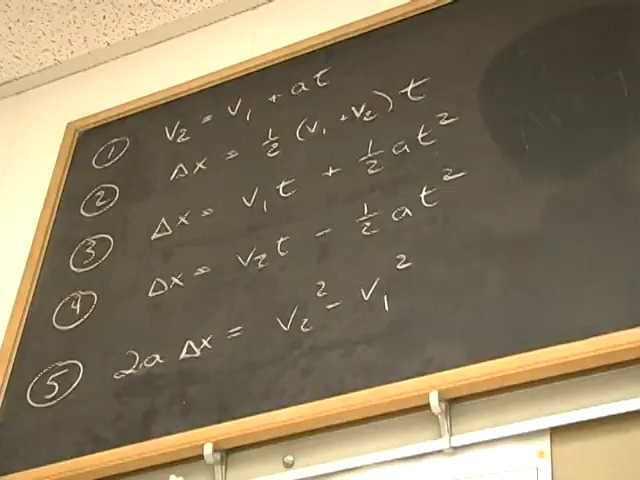 ① v₂ = v₁ + at
② Δx = ½ (v₁ + v₂) t
③ Δx = v₁t + ½ at²
④ Δx = v₂t - ½ at²
⑤ 2a Δx = v₂² - v₁²